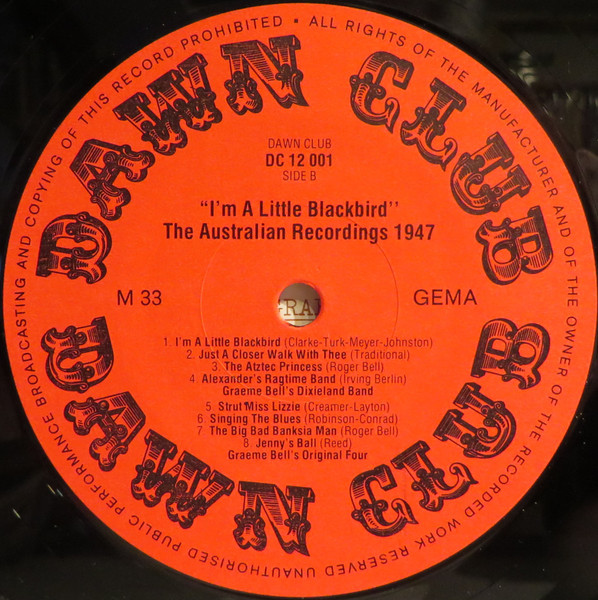 ALL RIGHTS OF THE MANUFACTURER AND OF THE OWNER OF THE RECORDED WORK RESERVED UNAUTHORISED PUBLIC PERFORMANCE BROADCASTING AND COPYING OF THIS RECORD PROHIBITED •
DAWN CLUB
DAWN CLUB
DAWN CLUB
DC 12 001
SIDE B
"I'm A Little Blackbird"
The Australian Recordings 1947
M 33
GEMA
1. I'm A Little Blackbird (Clarke-Turk-Meyer-Johnston)
2. Just A Closer Walk With Thee (Traditional)
3. The Atztec Princess (Roger Bell)
4. Alexander's Ragtime Band (Irving Berlin)
Graeme Bell's Dixieland Band
5. Strut Miss Lizzie (Creamer-Layton)
6. Singing The Blues (Robinson-Conrad)
7. The Big Bad Banksia Man (Roger Bell)
8. Jenny's Ball (Reed)
Graeme Bell's Original Four